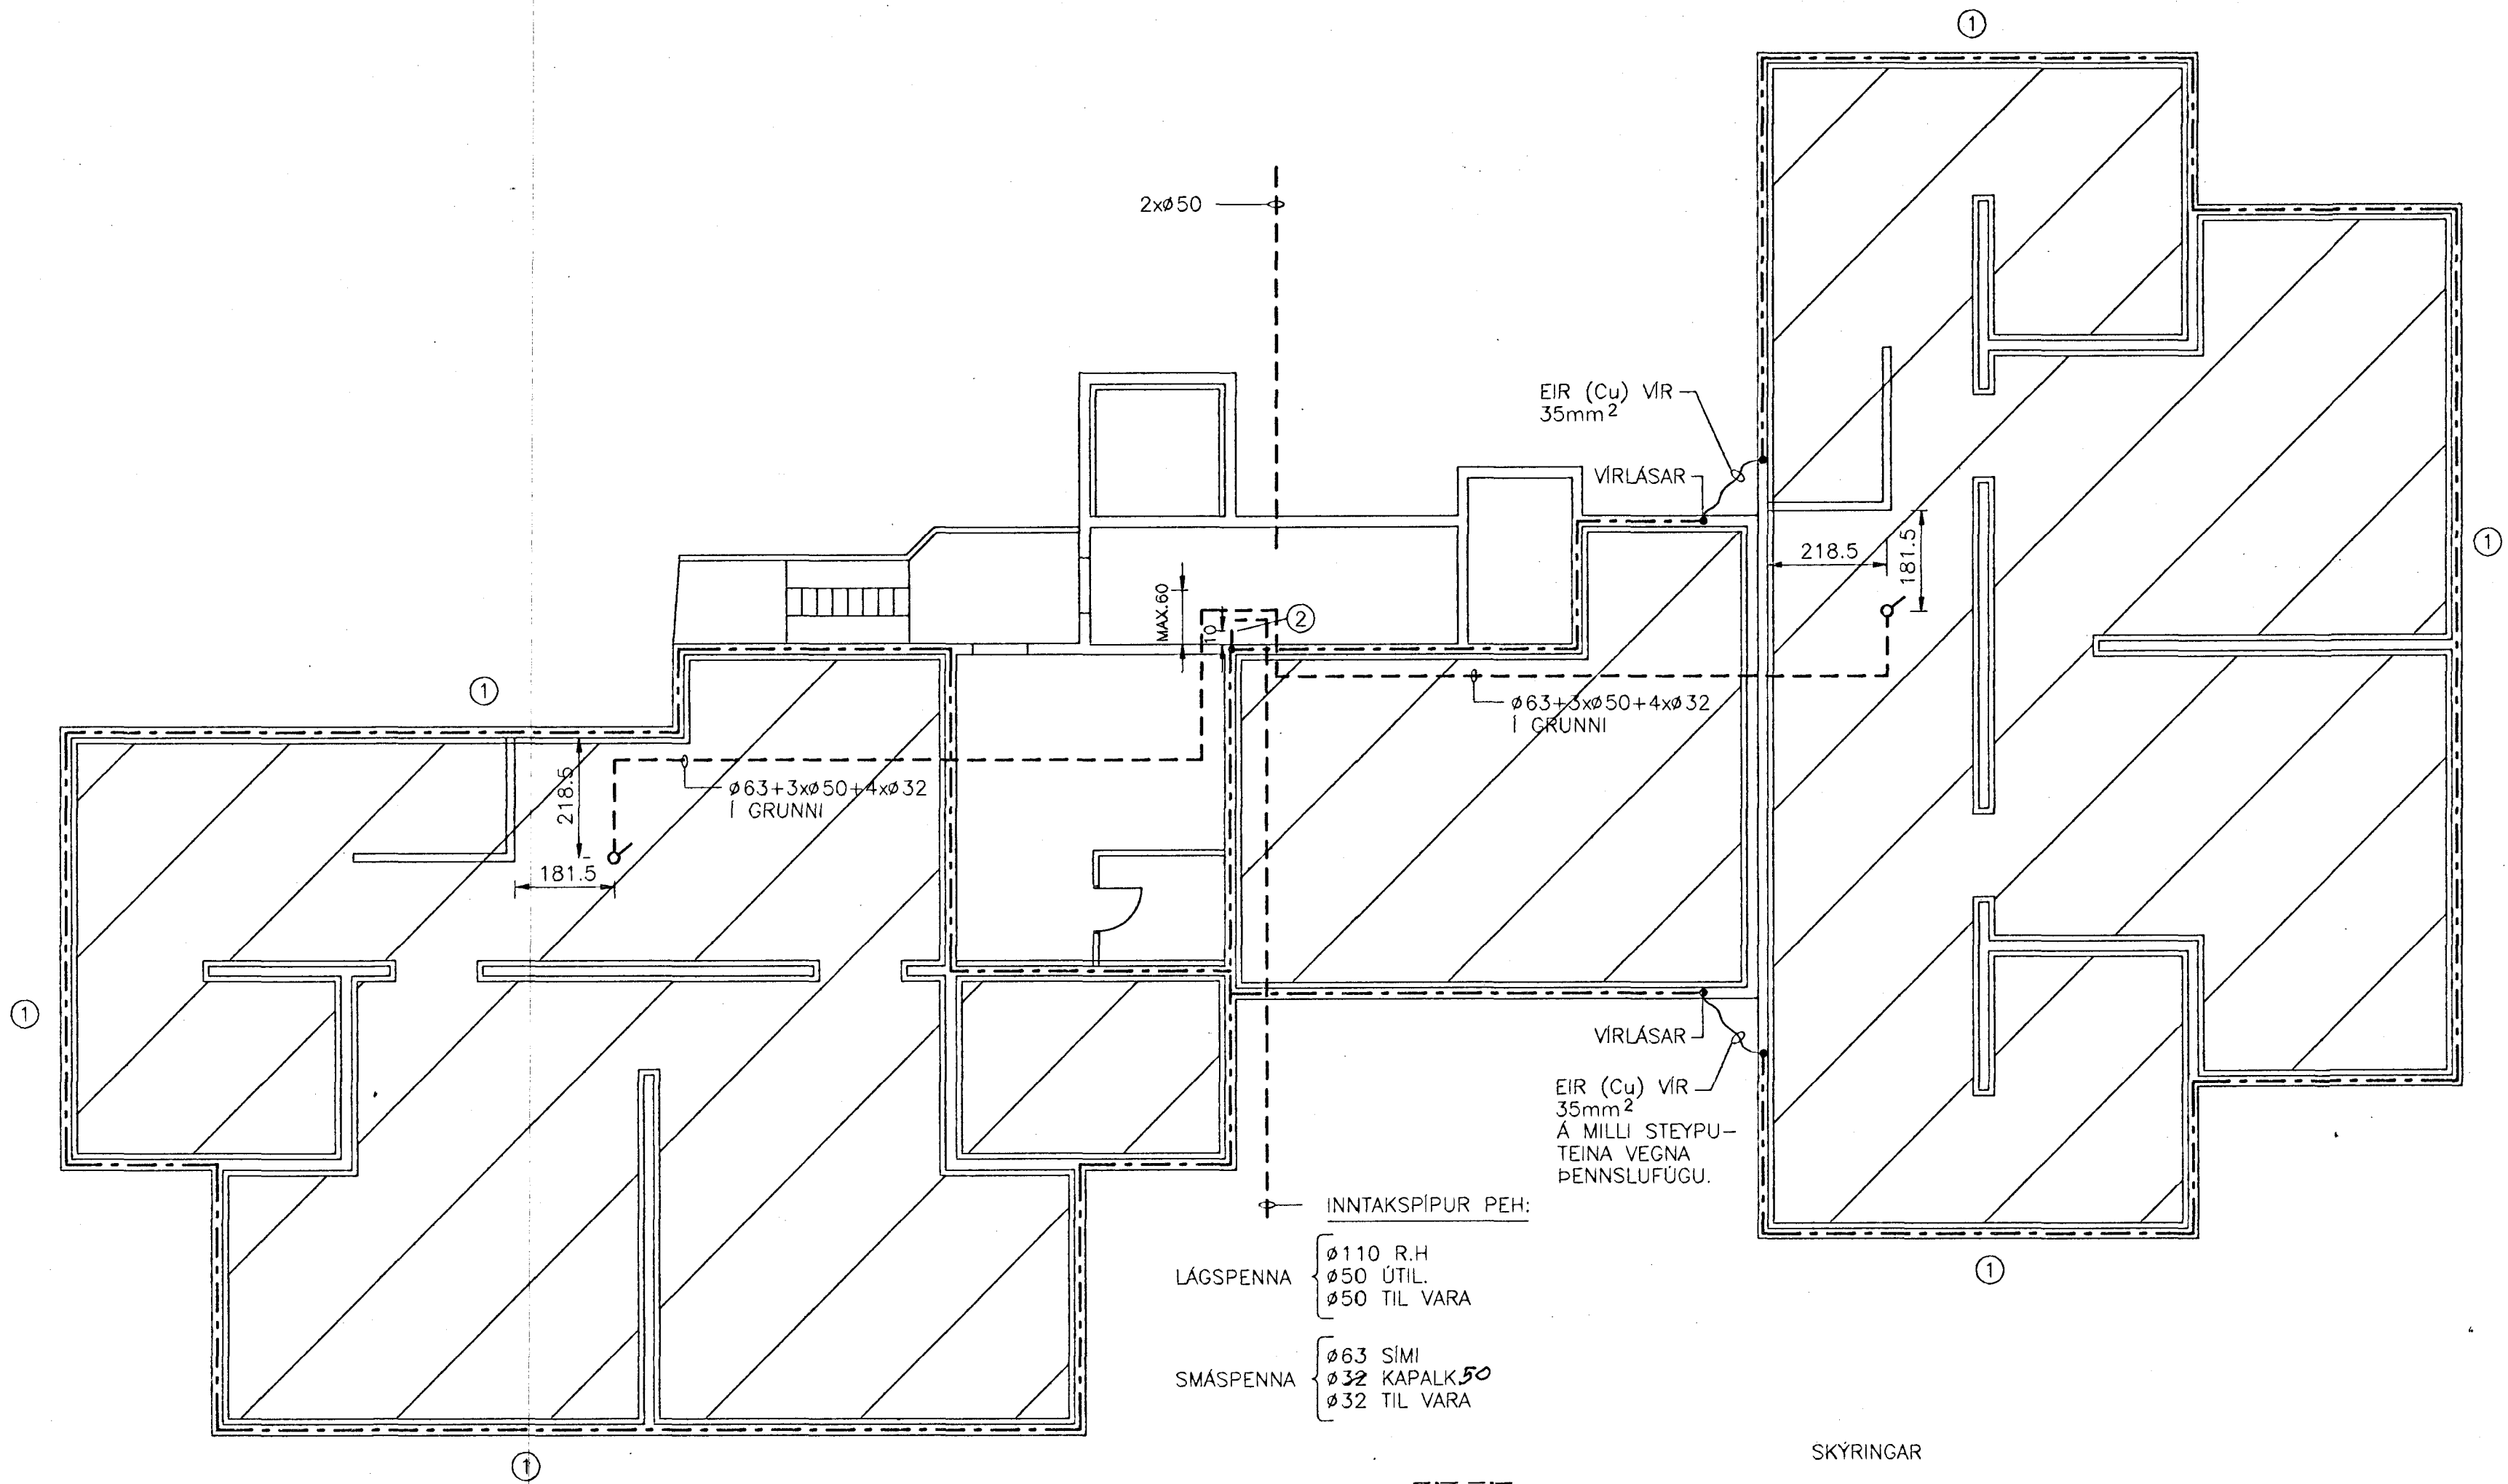 ①
2xø50
EIR (Cu) VÍR
35mm²
VÍRLÁSAR
①
218.5
181.5
MAX.60
10
②
①
ø63+3xø50+4xø32
Í GRUNNI
ø63+3xø50+4xø32
Í GRUNNI
218.5
181.5
①
VÍRLÁSAR
EIR (Cu) VÍR
35mm²
Á MILLI STEYPU-
TEINA VEGNA
ÞENNSLUFÚGU.
INNTAKSPÍPUR PEH:
LÁGSPENNA
ø110 R.H
ø50 ÚTIL.
ø50 TIL VARA
①
SMÁSPENNA
ø63 SÍMI
ø32 KAPALK 50
ø32 TIL VARA
SKÝRINGAR
①